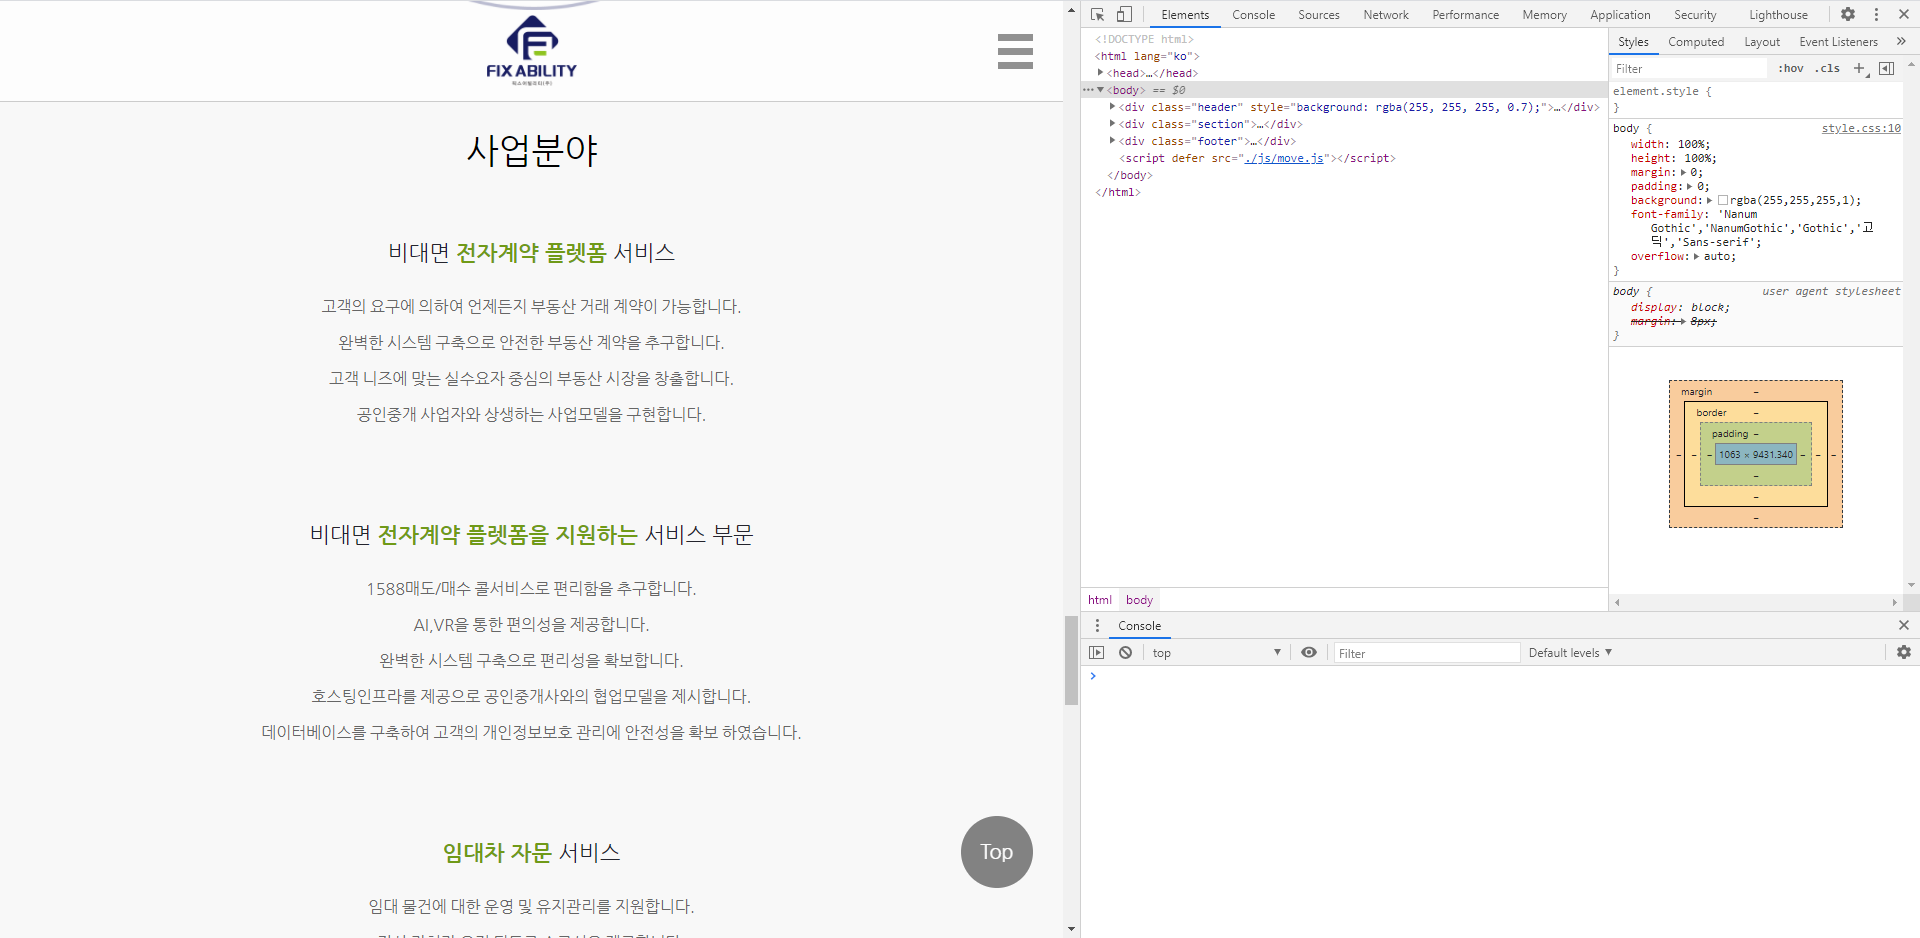 FIXABILITY
픽스어빌리티(주)
사업분야
비대면 전자계약 플렛폼 서비스
고객의 요구에 의하여 언제든지 부동산 거래 계약이 가능합니다.
완벽한 시스템 구축으로 안전한 부동산 계약을 추구합니다.
고객 니즈에 맞는 실수요자 중심의 부동산 시장을 창출합니다.
공인중개 사업자와 상생하는 사업모델을 구현합니다.
비대면 전자계약 플렛폼을 지원하는 서비스 부문
1588매도/매수 콜서비스로 편리함을 추구합니다.
AI,VR을 통한 편의성을 제공합니다.
완벽한 시스템 구축으로 편리성을 확보합니다.
호스팅인프라를 제공으로 공인중개사와의 협업모델을 제시합니다.
데이터베이스를 구축하여 고객의 개인정보보호 관리에 안전성을 확보 하였습니다.
임대차 자문 서비스
임대 물건에 대한 운영 및 유지관리를 지원합니다.
Top
Elements Console Sources Network Performance Memory Application Security Lighthouse
<!DOCTYPE html>
<html lang="ko">
<head>…</head>
<body> == $0
<div class="header" style="background: rgba(255, 255, 255, 0.7);">…</div>
<div class="section">…</div>
<div class="footer">…</div>
<script defer src="./js/move.js"></script>
</body>
</html>
html body
Styles Computed Layout Event Listeners »
Filter :hov .cls +
element.style {
}
body { style.css:10
width: 100%;
height: 100%;
margin: 0;
padding: 0;
background: rgba(255,255,255,1);
font-family: 'Nanum
Gothic','NanumGothic','Gothic','고
딕','Sans-serif';
overflow: auto;
}
body { user agent stylesheet
display: block;
margin: 8px;
}
margin –
border –
padding –
– – – 1063 × 9431.340 – – –
–
–
–
Console
top Filter Default levels